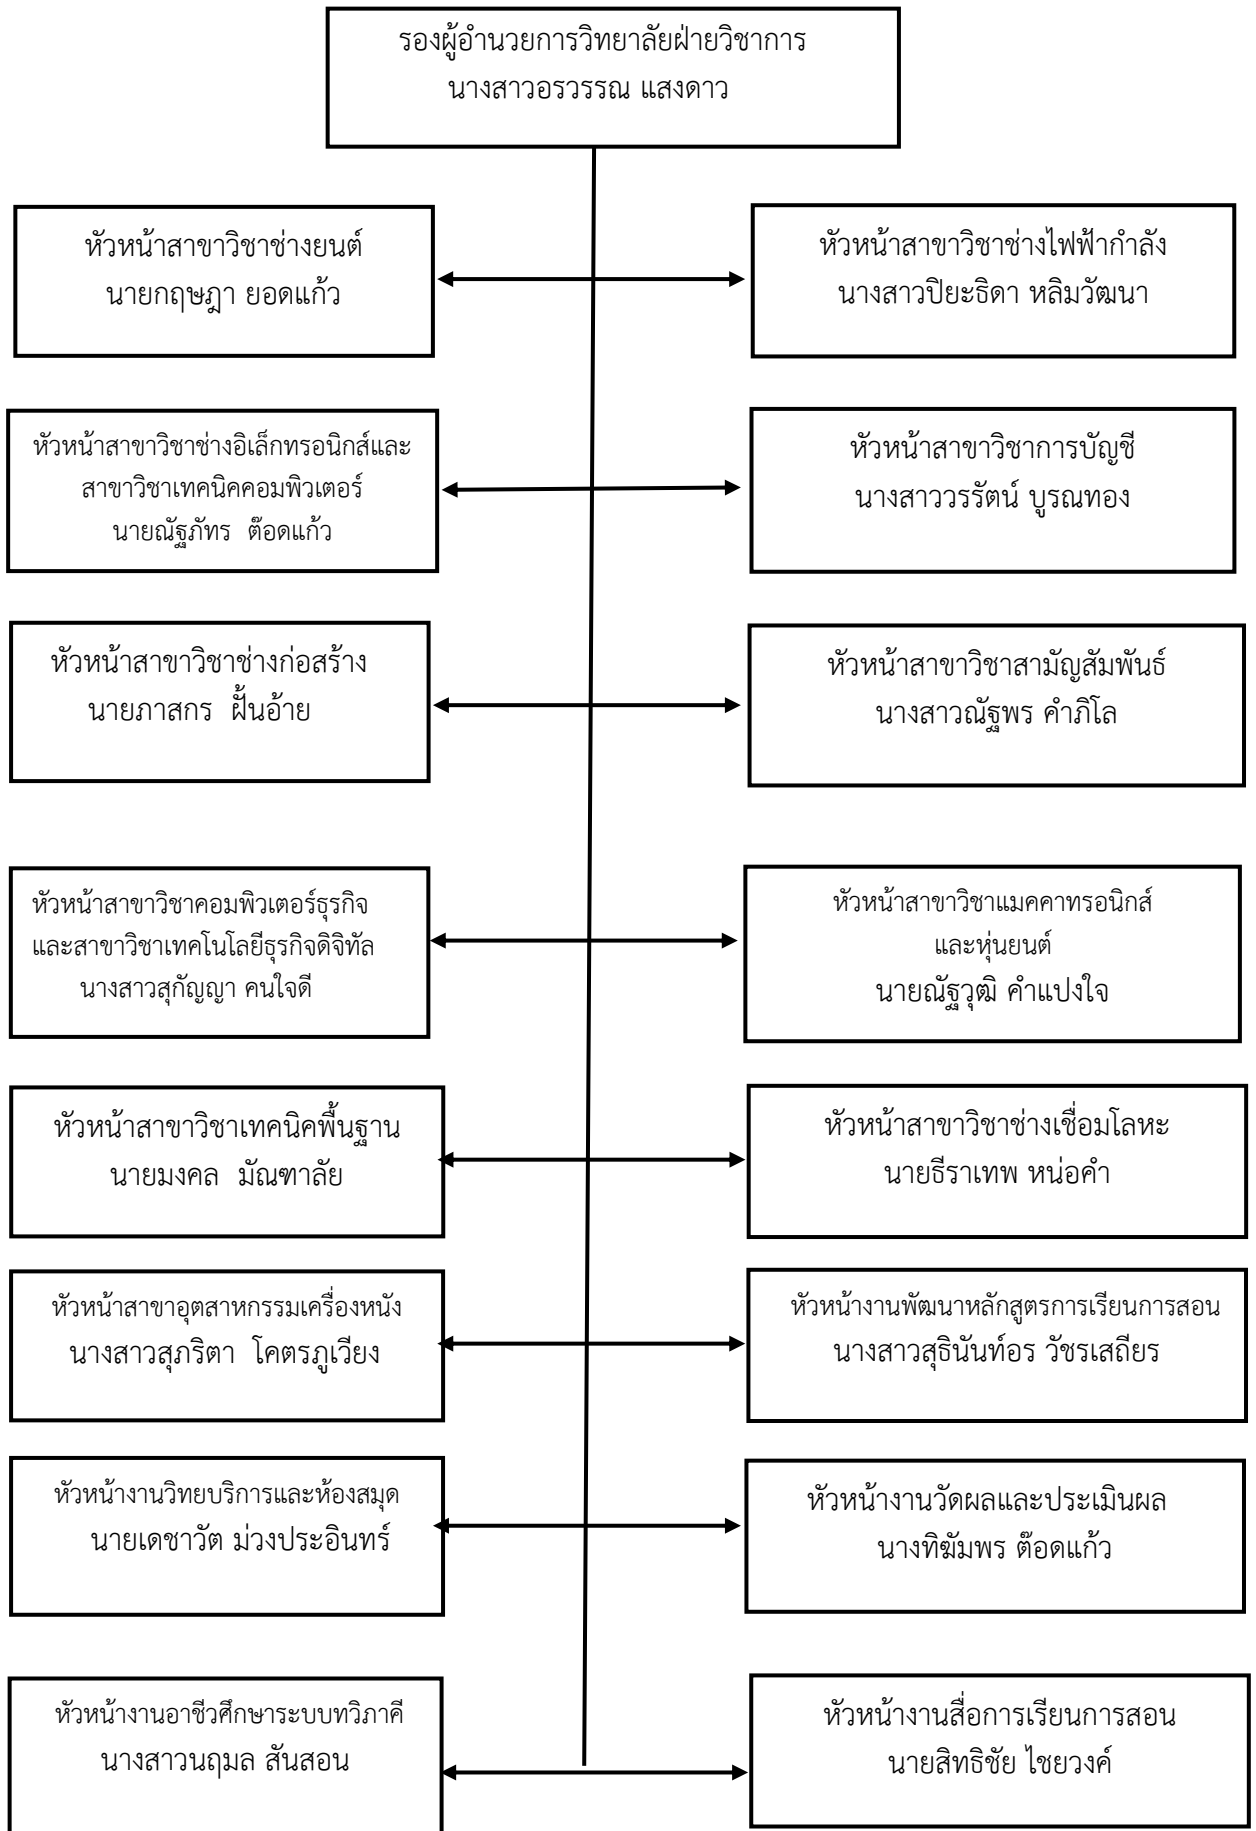 รองผู้อำนวยการวิทยาลัยฝ่ายวิชาการ
นางสาวอรวรรณ แสงดาว
หัวหน้าสาขาวิชาช่างยนต์
นายกฤษฎา ยอดแก้ว
หัวหน้าสาขาวิชาช่างไฟฟ้ากำลัง
นางสาวปิยะธิดา หลิมวัฒนา
หัวหน้าสาขาวิชาช่างอิเล็กทรอนิกส์และ
สาขาวิชาเทคนิคคอมพิวเตอร์
นายณัฐภัทร ต๊อดแก้ว
หัวหน้าสาขาวิชาการบัญชี
นางสาววรรัตน์ บูรณทอง
หัวหน้าสาขาวิชาช่างก่อสร้าง
นายภาสกร ฝั้นอ้าย
หัวหน้าสาขาวิชาสามัญสัมพันธ์
นางสาวณัฐพร คำภิโล
หัวหน้าสาขาวิชาคอมพิวเตอร์ธุรกิจ
และสาขาวิชาเทคโนโลยีธุรกิจดิจิทัล
นางสาวสุกัญญา คนใจดี
หัวหน้าสาขาวิชาแมคคาทรอนิกส์
และหุ่นยนต์
นายณัฐวุฒิ คำแปงใจ
หัวหน้าสาขาวิชาเทคนิคพื้นฐาน
นายมงคล มัณฑาลัย
หัวหน้าสาขาวิชาช่างเชื่อมโลหะ
นายธีราเทพ หน่อคำ
หัวหน้าสาขาอุตสาหกรรมเครื่องหนัง
นางสาวสุภริตา โคตรภูเวียง
หัวหน้างานพัฒนาหลักสูตรการเรียนการสอน
นางสาวสุธินันท์อร วัชรเสถียร
หัวหน้างานวิทยบริการและห้องสมุด
นายเดชาวัต ม่วงประอินทร์
หัวหน้างานวัดผลและประเมินผล
นางทิฆัมพร ต๊อดแก้ว
หัวหน้างานอาชีวศึกษาระบบทวิภาคี
นางสาวนฤมล สันสอน
หัวหน้างานสื่อการเรียนการสอน
นายสิทธิชัย ไชยวงค์